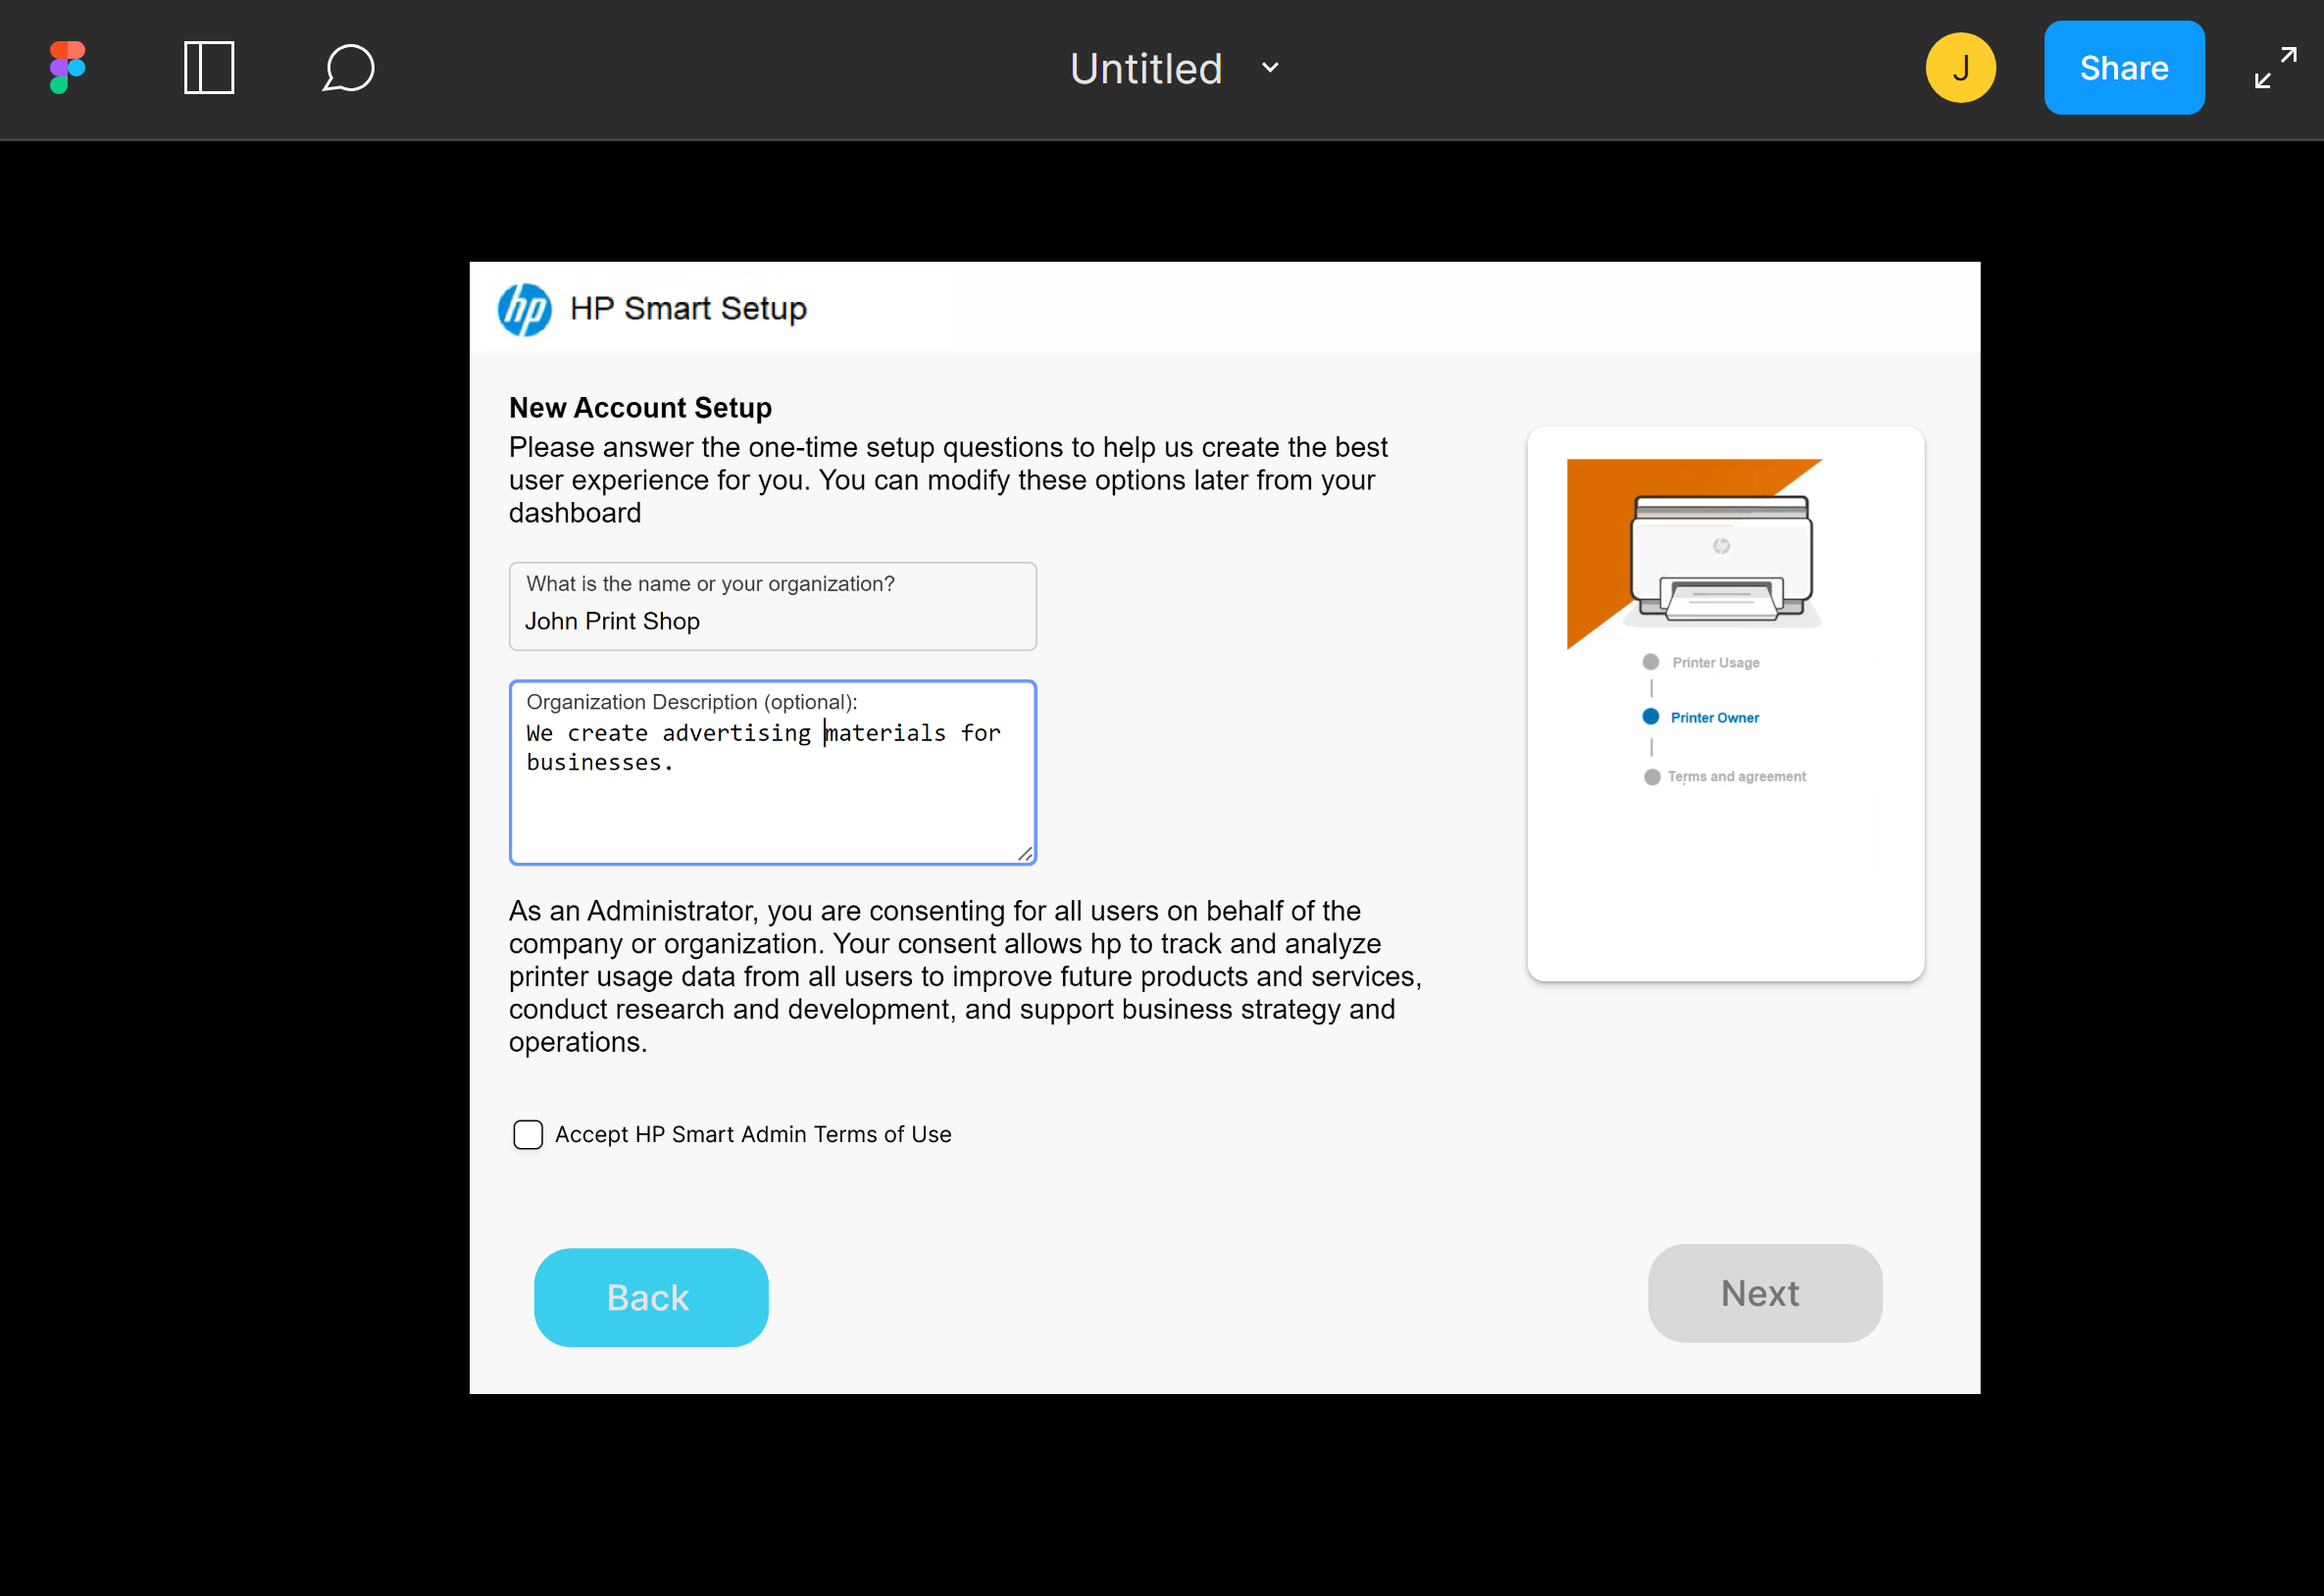 Untitled
J
Share
hp
HP Smart Setup
New Account Setup
Please answer the one-time setup questions to help us create the best
user experience for you. You can modify these options later from your
dashboard
What is the name or your organization?
John Print Shop
Organization Description (optional):
We create advertising materials for
businesses.
As an Administrator, you are consenting for all users on behalf of the
company or organization. Your consent allows hp to track and analyze
printer usage data from all users to improve future products and services,
conduct research and development, and support business strategy and
operations.
Accept HP Smart Admin Terms of Use
Back
Next
hp
Printer Usage
Printer Owner
Terms and agreement